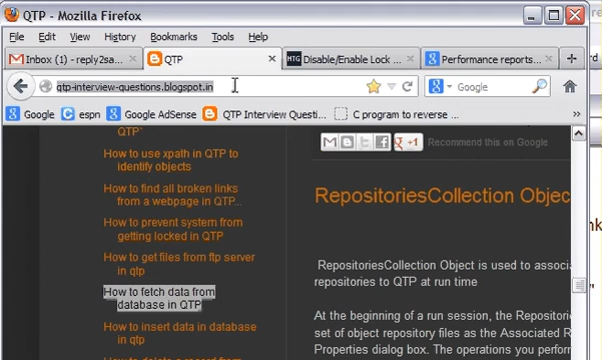 QTP - Mozilla Firefox
File Edit View History Bookmarks Tools Help
Inbox (1) - reply2sa... × QTP × HTG Disable/Enable Lock ... × Performance reports... × +
qtp-interview-questions.blogspot.in Google
Google espn Google AdSense QTP Interview Questi... C program to reverse ...
QTP"
How to use xpath in QTP to
identify objects
How to find all broken links
from a webpage in QTP...
How to prevent system from
getting locked in QTP
How to get files from ftp server
in qtp
How to fetch data from
database in QTP
How to insert data in database
in qtp
+1 Recommend this on Google
RepositoriesCollection Objec
RepositoriesCollection Object is used to associa
repositories to QTP at run time
At the beginning of a run session, the Repositor
set of object repository files as the Associated R
Properties dialog box. The operations you perform